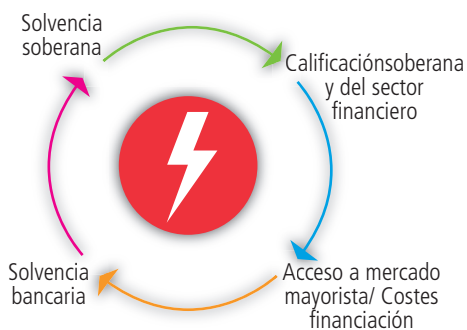 Solvencia
soberana
Calificaciónsoberana
y del sector
financiero
Solvencia
bancaria
Acceso a mercado
mayorista/ Costes
financiación